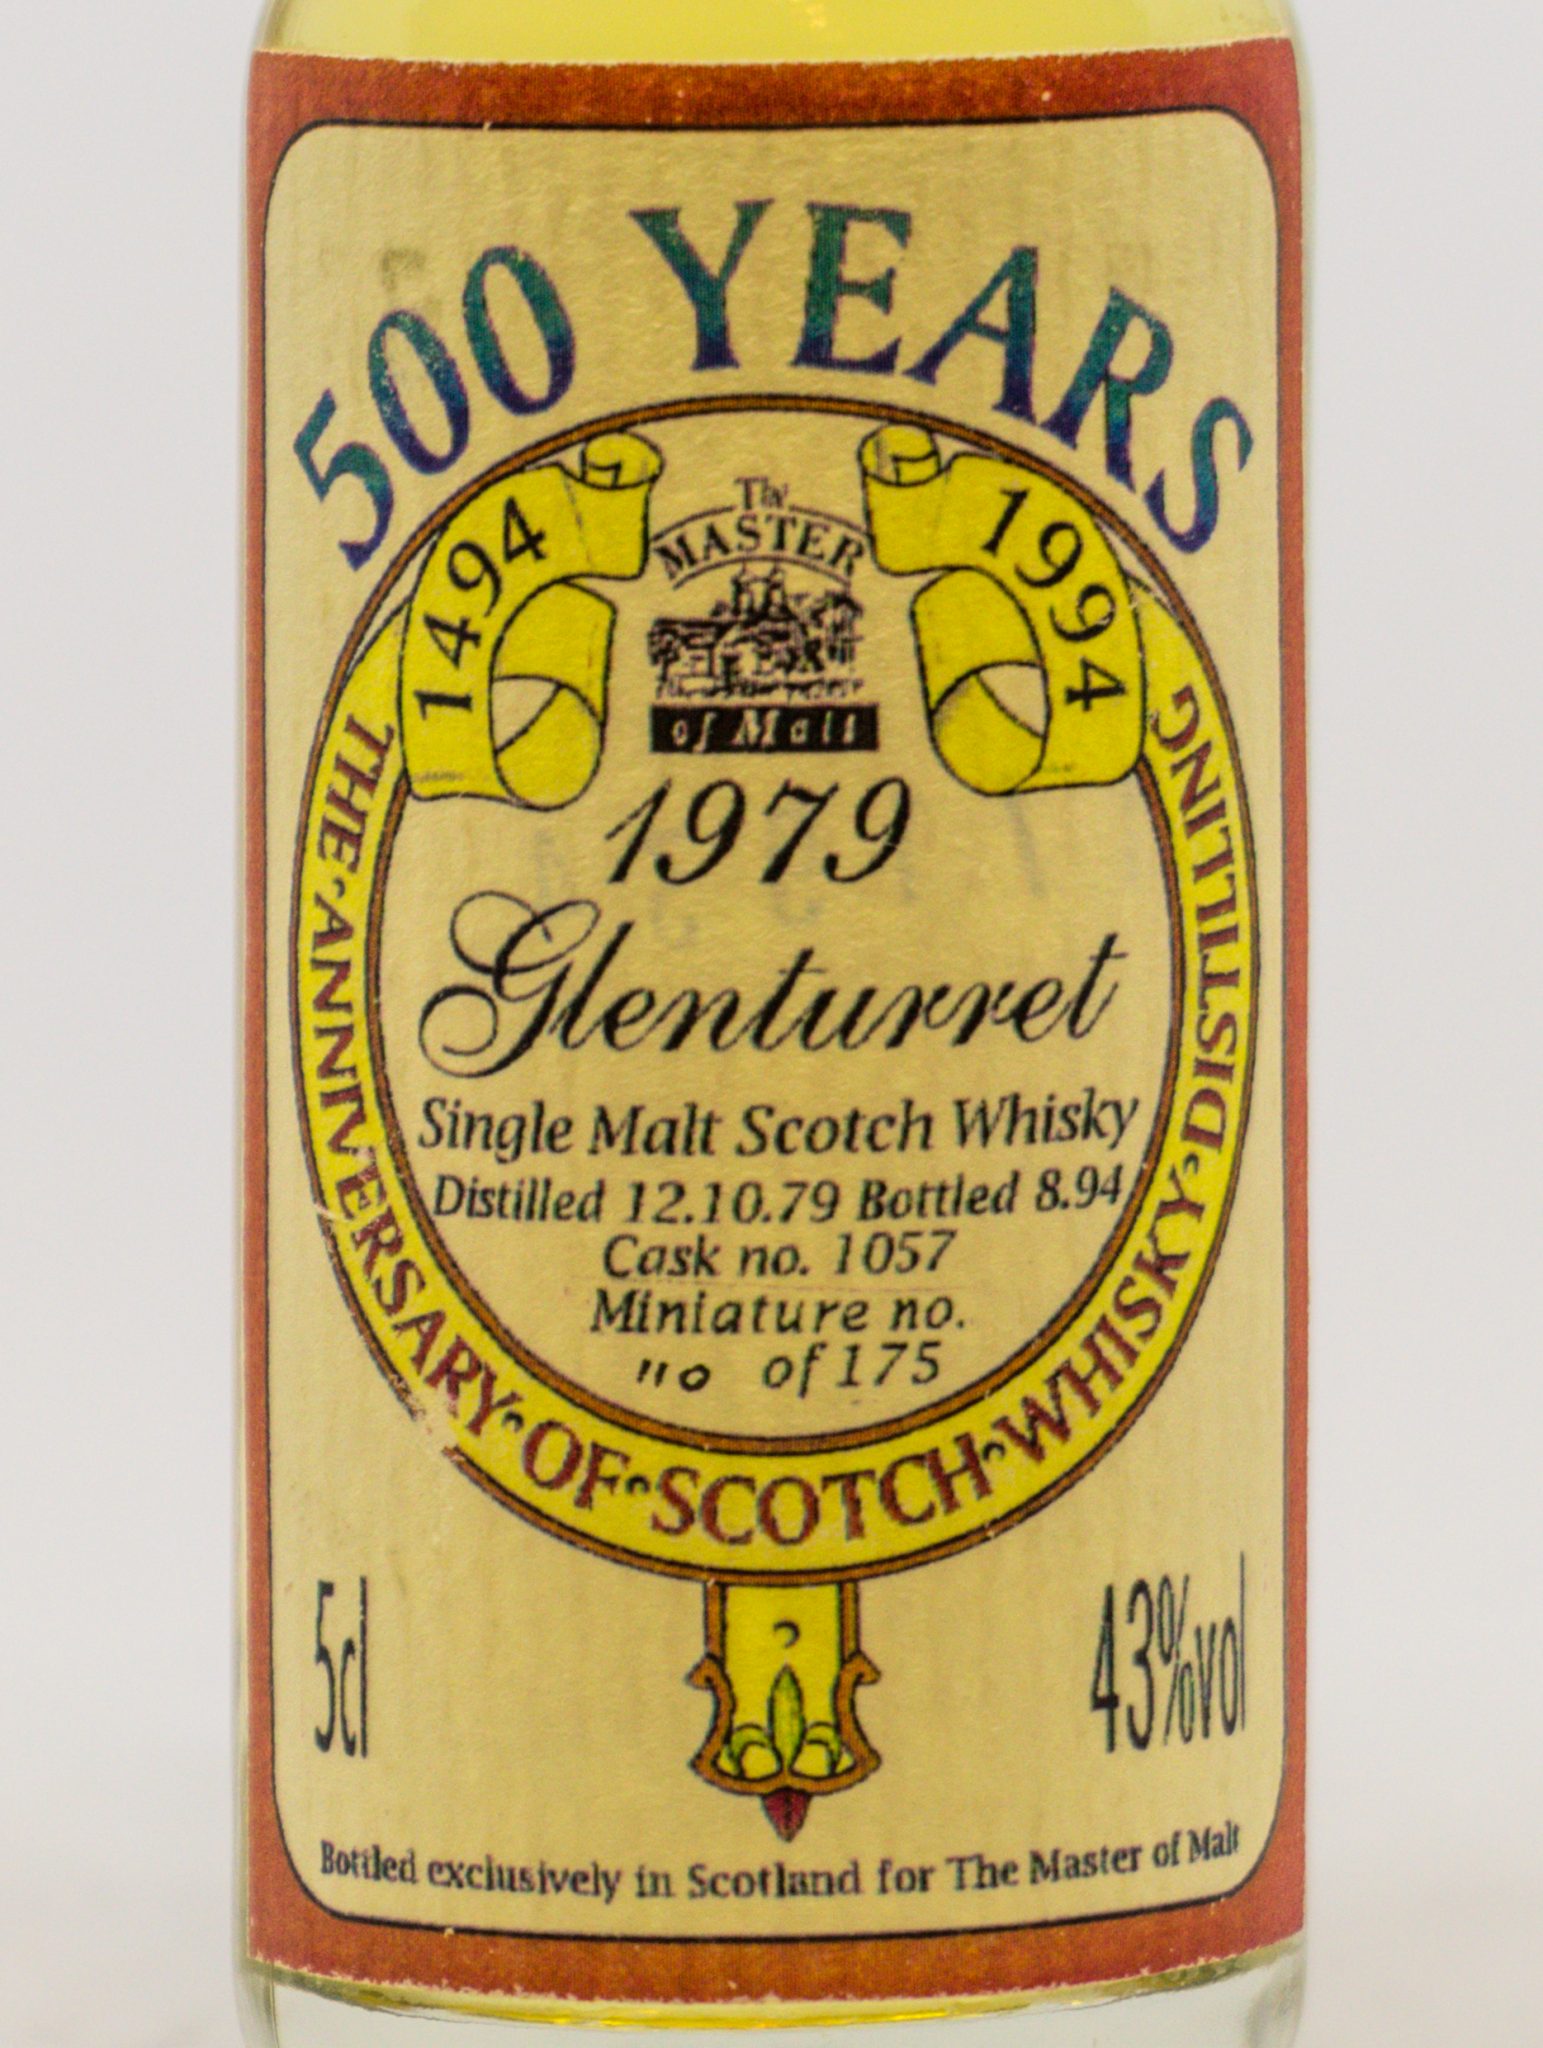 500 YEARS
1494
1994
The
MASTER
of Malt
1979
Glenturret
Single Malt Scotch Whisky
Distilled 12.10.79 Bottled 8.94
Cask no. 1057
Miniature no.
110 of 175
THE·ANNIVERSARY·OF·SCOTCH·WHISKY·DISTILLING
5cl
43%vol
Bottled exclusively in Scotland for The Master of Malt